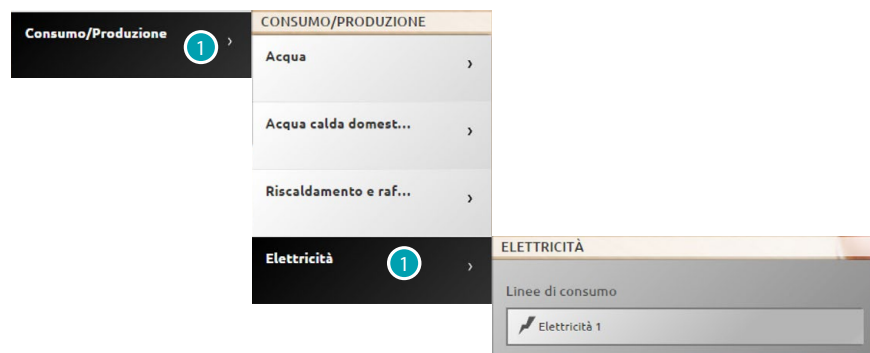 Consumo/Produzione
1
CONSUMO/PRODUZIONE
Acqua
Acqua calda domest...
Riscaldamento e raf...
Elettricità
1
ELETTRICITÀ
Linee di consumo
Elettricità 1